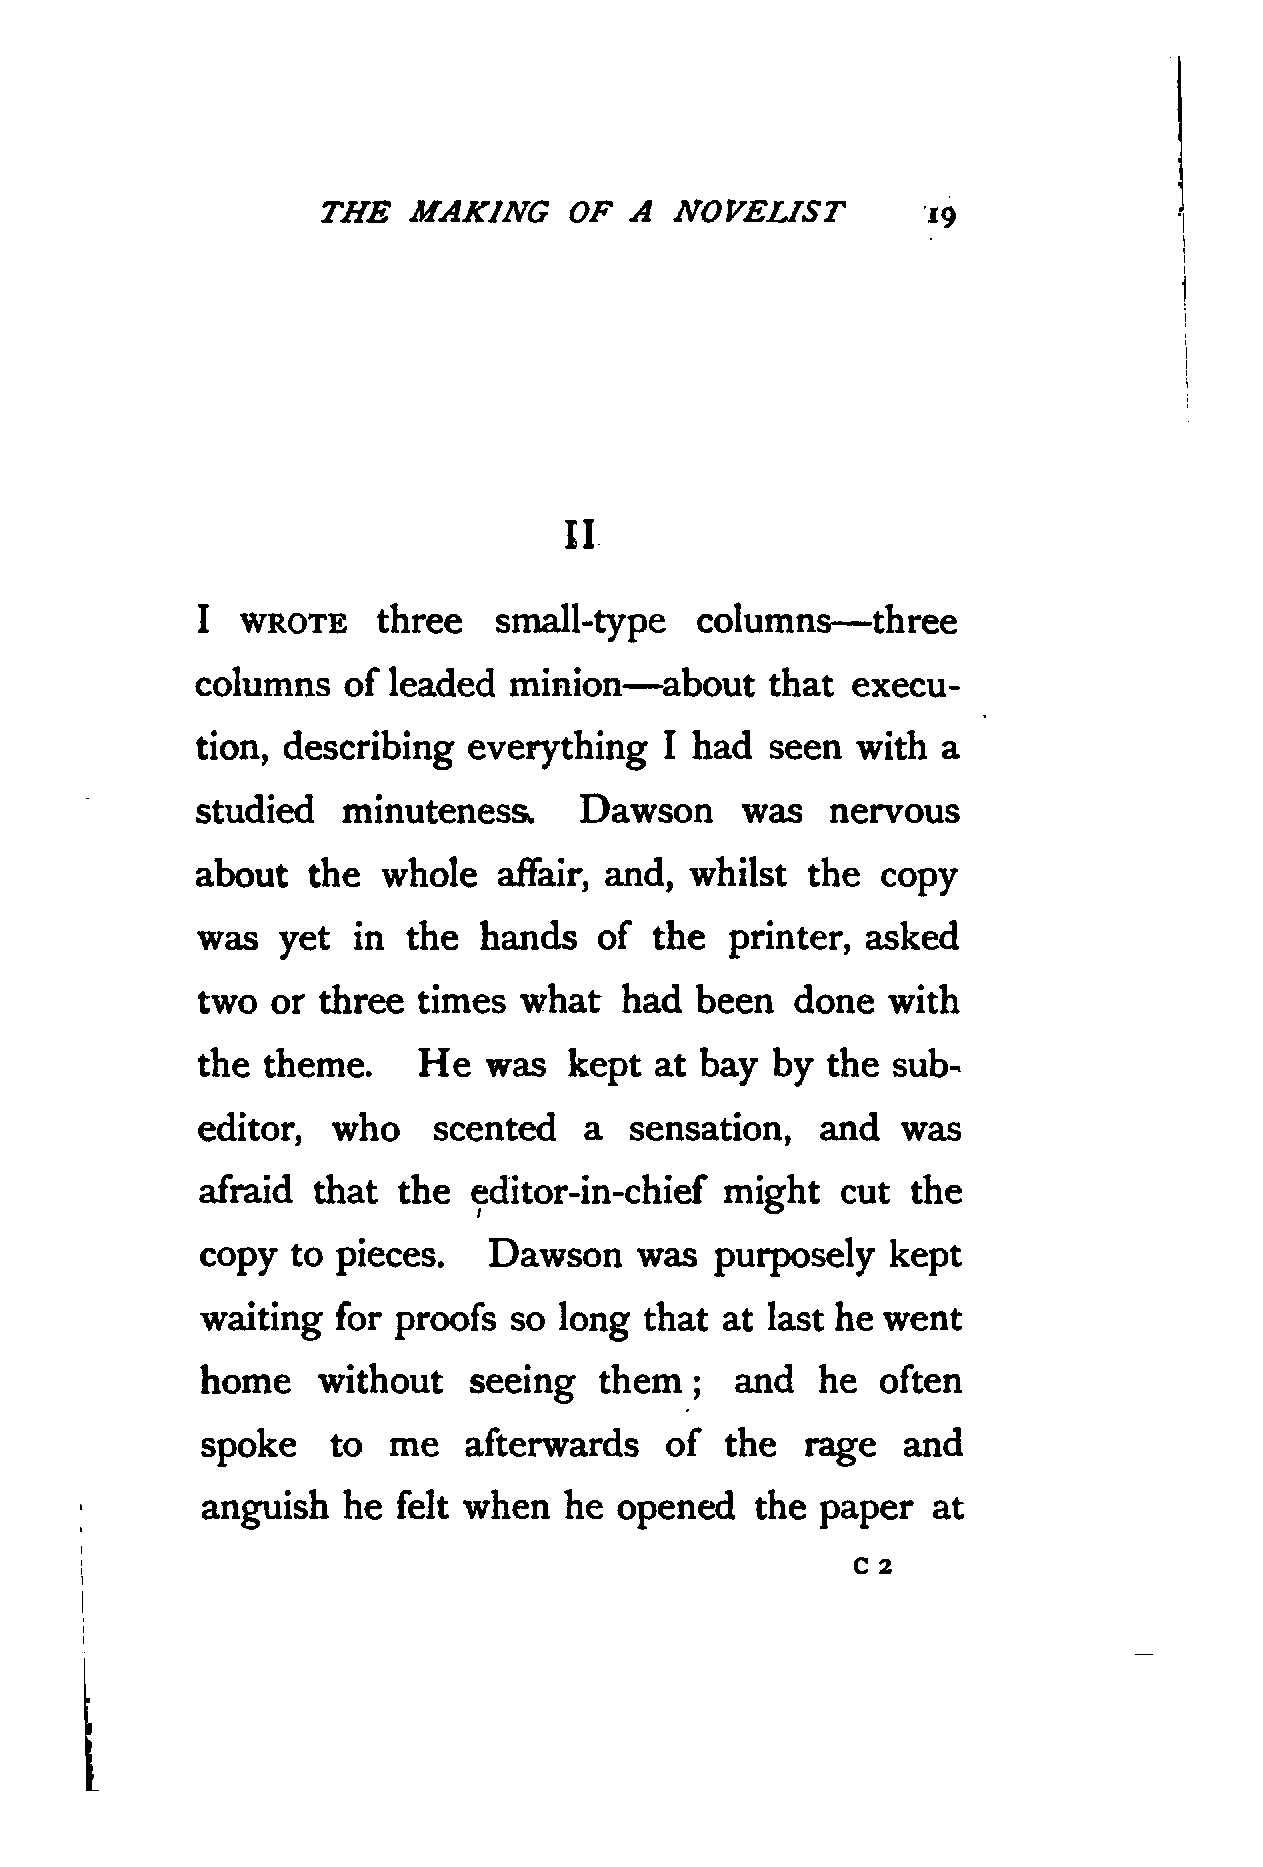 THE MAKING OF A NOVELIST 19
II
I WROTE three small-type columns—three
columns of leaded minion—about that execu-
tion, describing everything I had seen with a
studied minuteness. Dawson was nervous
about the whole affair, and, whilst the copy
was yet in the hands of the printer, asked
two or three times what had been done with
the theme. He was kept at bay by the sub-
editor, who scented a sensation, and was
afraid that the editor-in-chief might cut the
copy to pieces. Dawson was purposely kept
waiting for proofs so long that at last he went
home without seeing them ; and he often
spoke to me afterwards of the rage and
anguish he felt when he opened the paper at
C 2